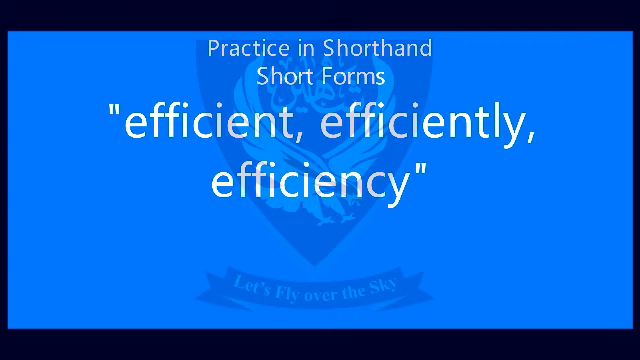 Practice in Shorthand
Short Forms
"efficient, efficiently,
efficiency"
Let's Fly over the Sky